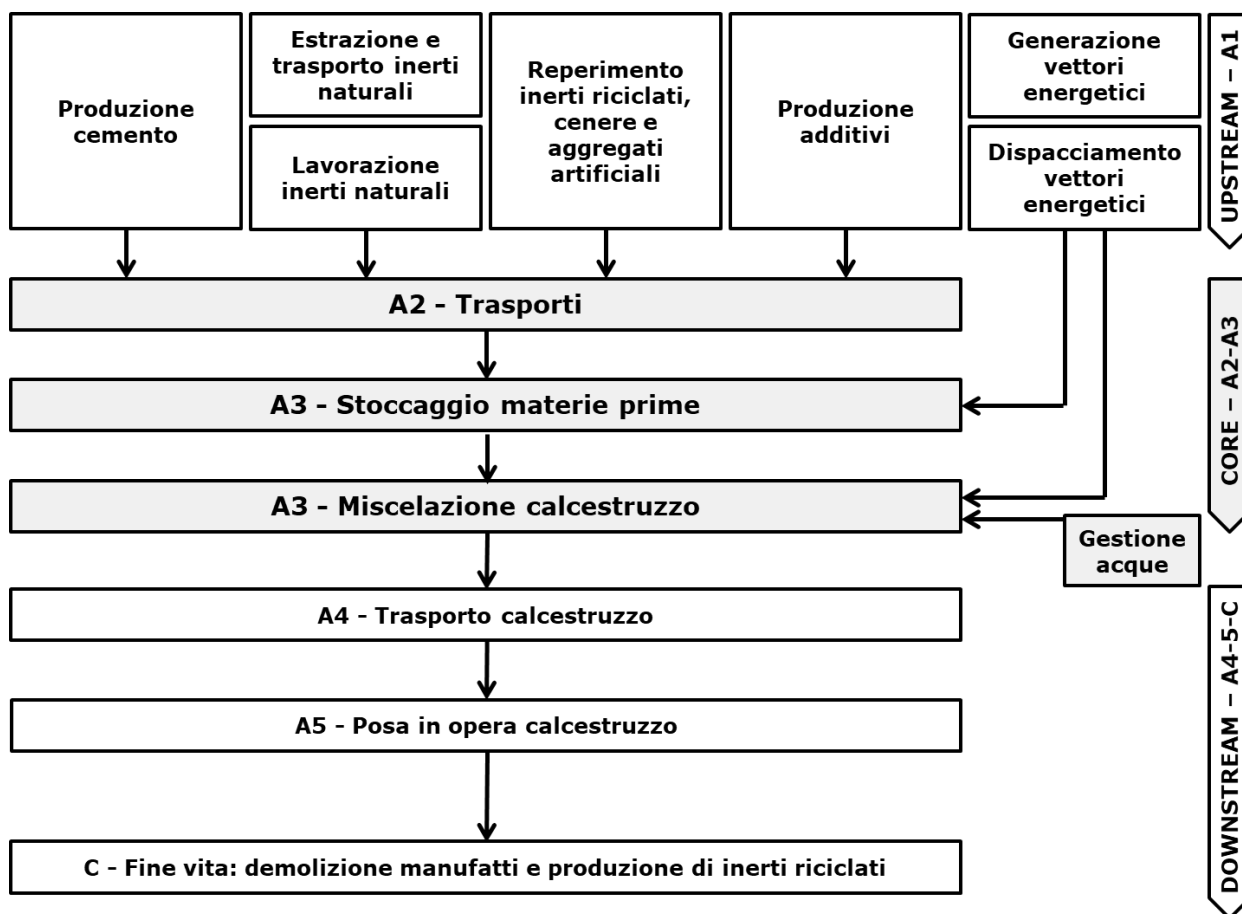 Produzione
cemento
Estrazione e
trasporto inerti
naturali
Lavorazione
inerti naturali
Reperimento
inerti riciclati,
cenere e
aggregati
artificiali
Produzione
additivi
Generazione
vettori
energetici
Dispacciamento
vettori
energetici
UPSTREAM – A1
A2 - Trasporti
A3 - Stoccaggio materie prime
A3 - Miscelazione calcestruzzo
Gestione
acque
CORE – A2-A3
A4 - Trasporto calcestruzzo
A5 - Posa in opera calcestruzzo
C - Fine vita: demolizione manufatti e produzione di inerti riciclati
DOWNSTREAM – A4-5-C